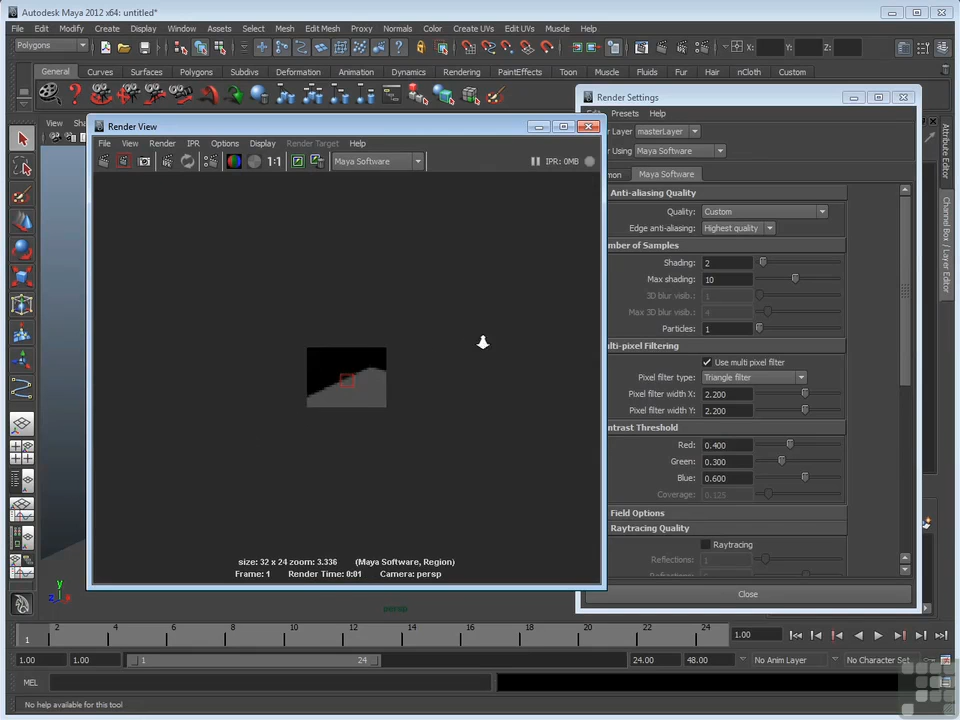 Autodesk Maya 2012 x64: untitled*
File Edit Modify Create Display Window Assets Select Mesh Edit Mesh Proxy Normals Color Create UVs Edit UVs Muscle Help
Polygons X: Y: Z:
General Curves Surfaces Polygons Subdivs Deformation Animation Dynamics Rendering PaintEffects Toon Muscle Fluids Fur Hair nCloth Custom
Render Settings
Edit Presets Help
masterLayer
Maya Software
Maya Software
Anti-aliasing Quality
Quality: Custom
Edge anti-aliasing: Highest quality
mber of Samples
Shading: 2
Max shading: 10
3D blur visib.: 1
Max 3D blur visib.: 4
Particles: 1
lti-pixel Filtering
Use multi pixel filter
Pixel filter type: Triangle filter
Pixel filter width X: 2.200
Pixel filter width Y: 2.200
ntrast Threshold
Red: 0.400
Green: 0.300
Blue: 0.600
Coverage: 0.125
Field Options
Raytracing Quality
Raytracing
Reflections: 1
Close
Attribute Editor
Channel Box / Layer Editor
View
Render View
File View Render IPR Options Display Render Target Help
1:1 Maya Software IPR: 0MB
size: 32 x 24 zoom: 3.336 (Maya Software, Region)
Frame: 1 Render Time: 0:01 Camera: persp
y
z x
persp
1 2 4 6 8 10 12 14 16 18 20 22 24 1.00
1.00 1.00 1 24 24.00 48.00 No Anim Layer No Character Set
MEL
No help available for this tool